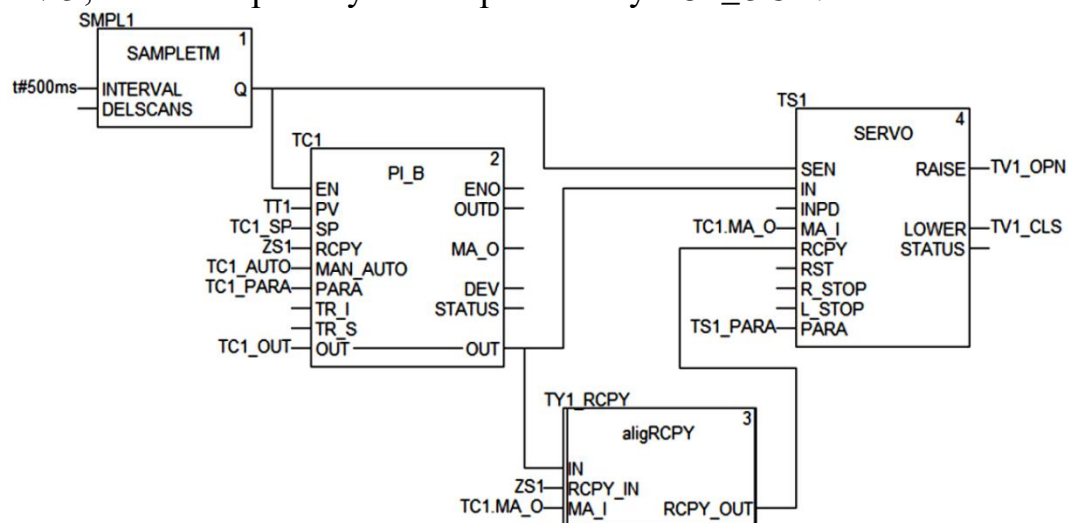 SMPL1
1
SAMPLETM
t#500ms
INTERVAL Q
DELSCANS
TC1
2
PI_B
EN ENO
TT1 PV OUTD
TC1_SP SP
ZS1 RCPY MA_O
TC1_AUTO MAN_AUTO
TC1_PARA PARA DEV
TR_I STATUS
TR_S
TC1_OUT OUT OUT
TS1
4
SERVO
SEN RAISE TV1_OPN
IN
INPD
TC1.MA_O MA_I LOWER TV1_CLS
RCPY STATUS
RST
R_STOP
L_STOP
TS1_PARA PARA
TY1_RCPY
3
aligRCPY
IN
ZS1 RCPY_IN
TC1.MA_O MA_I RCPY_OUT